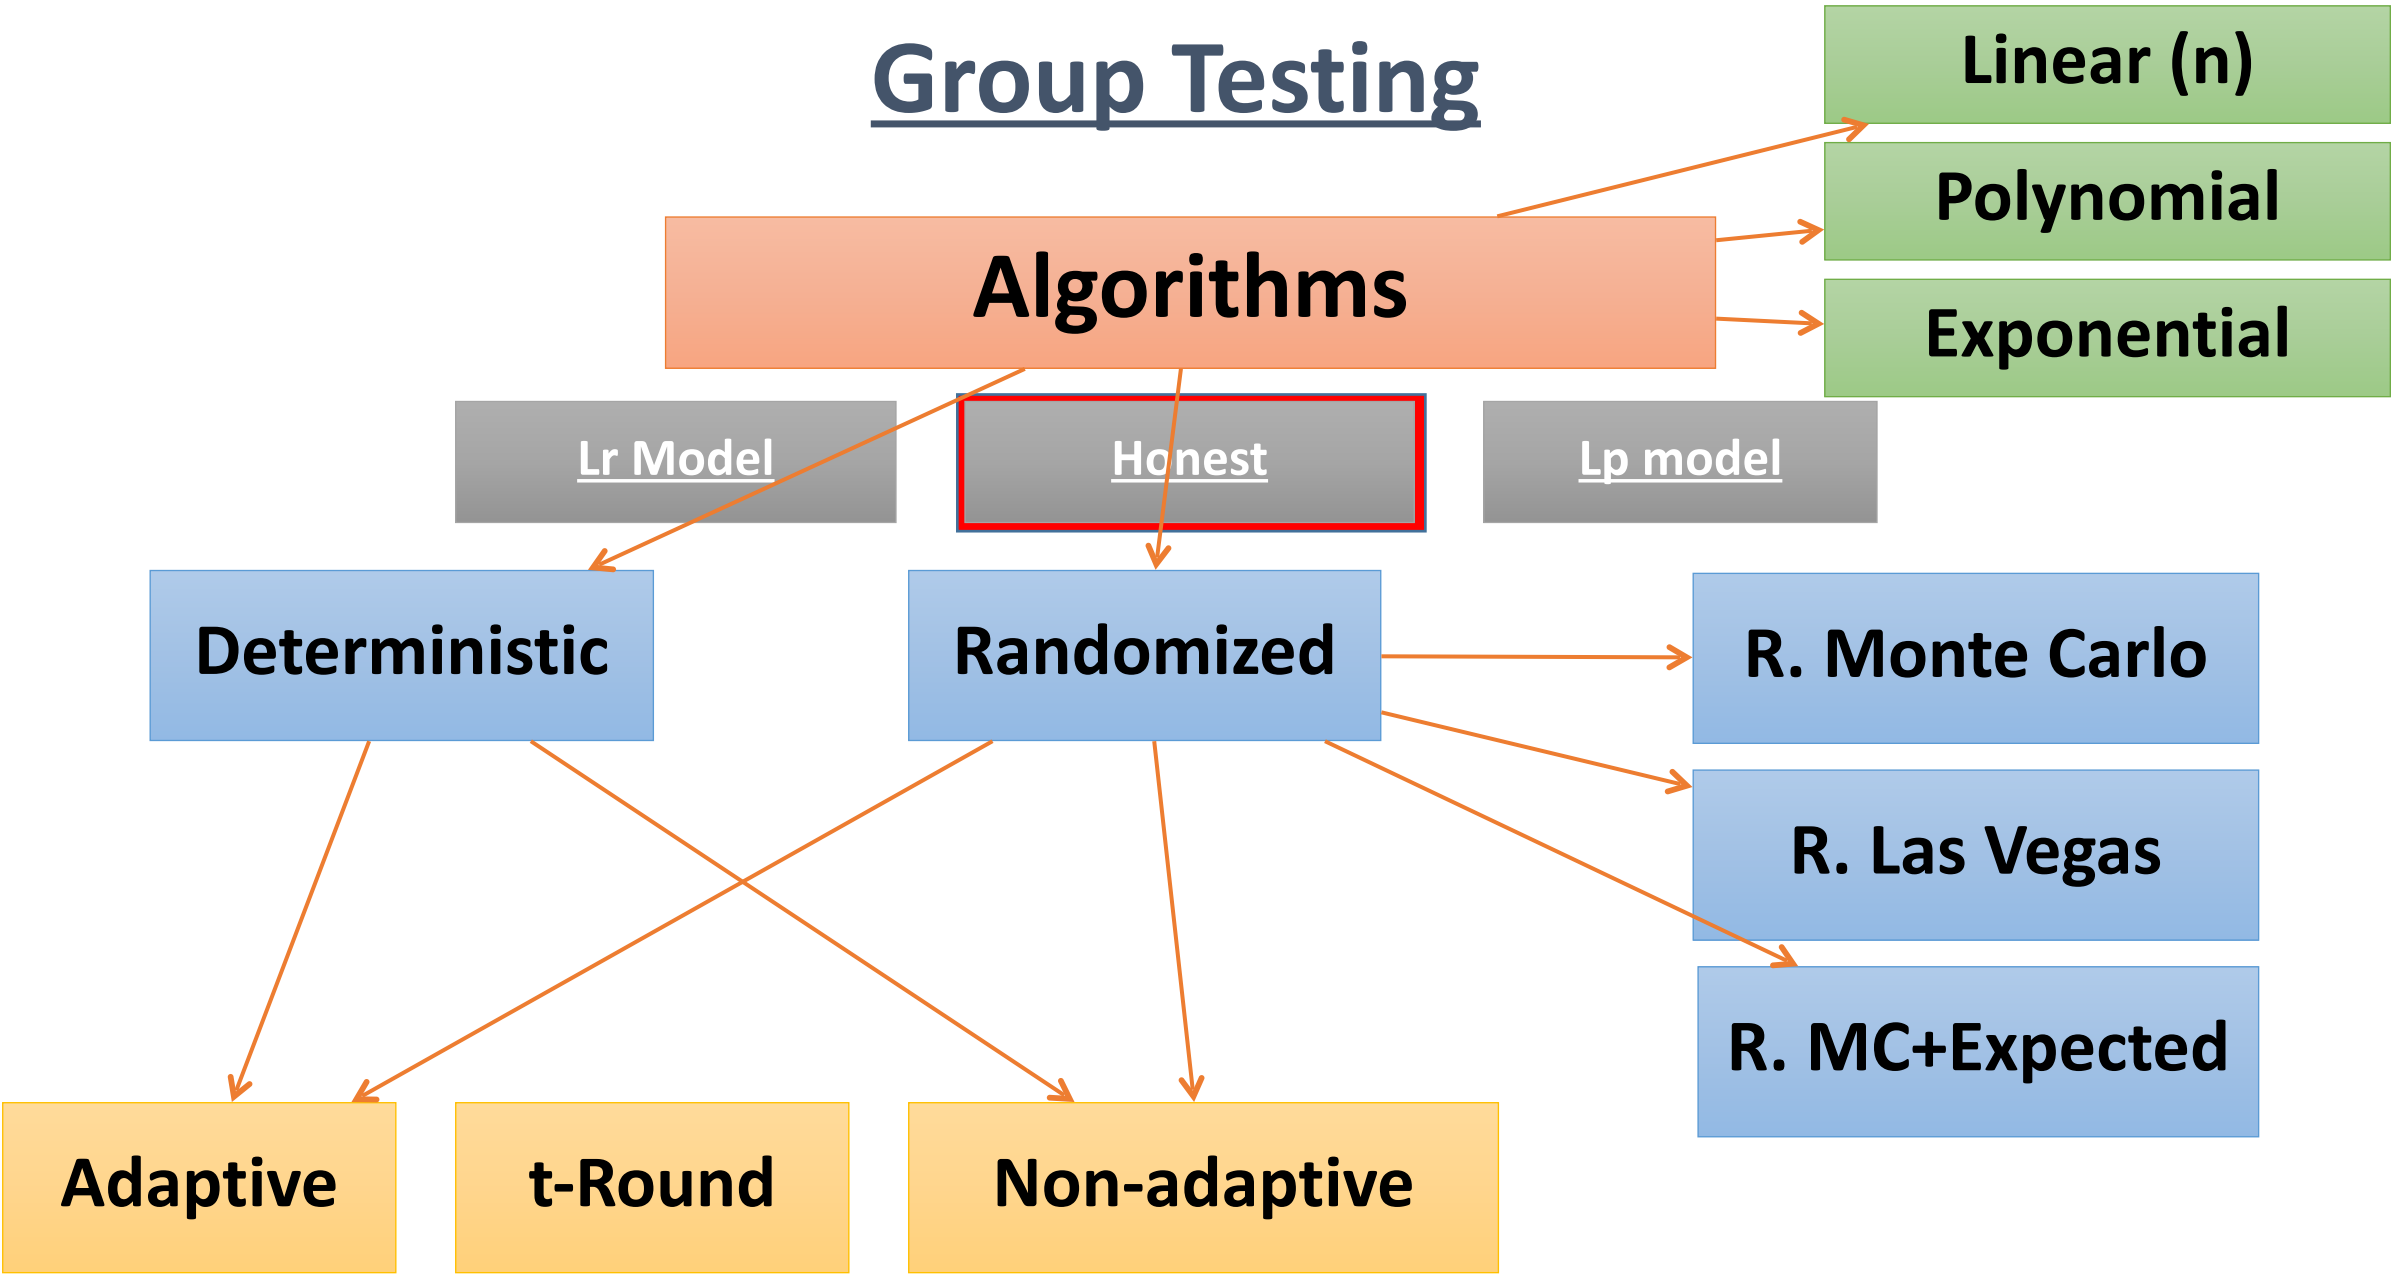 Group Testing
Linear (n)
Polynomial
Exponential
Algorithms
Lr Model
Honest
Lp model
Deterministic
Randomized
R. Monte Carlo
R. Las Vegas
R. MC+Expected
Adaptive
t-Round
Non-adaptive